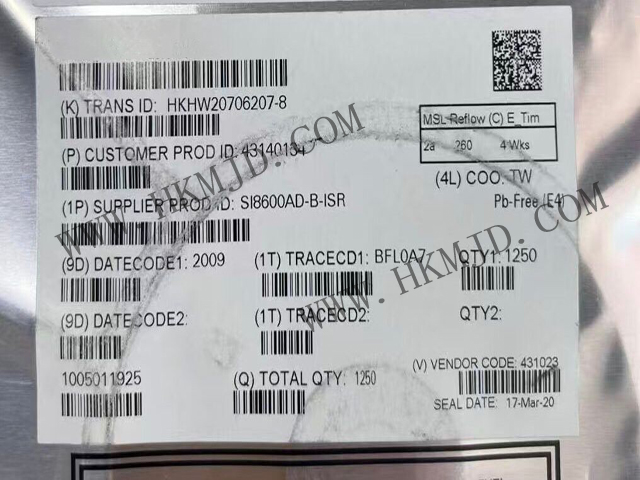 (K) TRANS ID: HKHW20706207-8
MSL Reflow (C) E_Tim
2a 260 4 Wks
(P) CUSTOMER PROD ID: 43140134
(4L) COO. TW
(1P) SUPPLIER PROD ID: SI8600AD-B-ISR
Pb-Free (E4)
(9D) DATECODE1: 2009 (1T) TRACECD1: BFL0A7 QTY1: 1250
(9D) DATECODE2: (1T) TRACECD2: QTY2:
(V) VENDOR CODE: 431023
1005011925 (Q) TOTAL QTY: 1250
SEAL DATE: 17-Mar-20
WWW.HKMJD.COM
WWW.HKMJD.COM